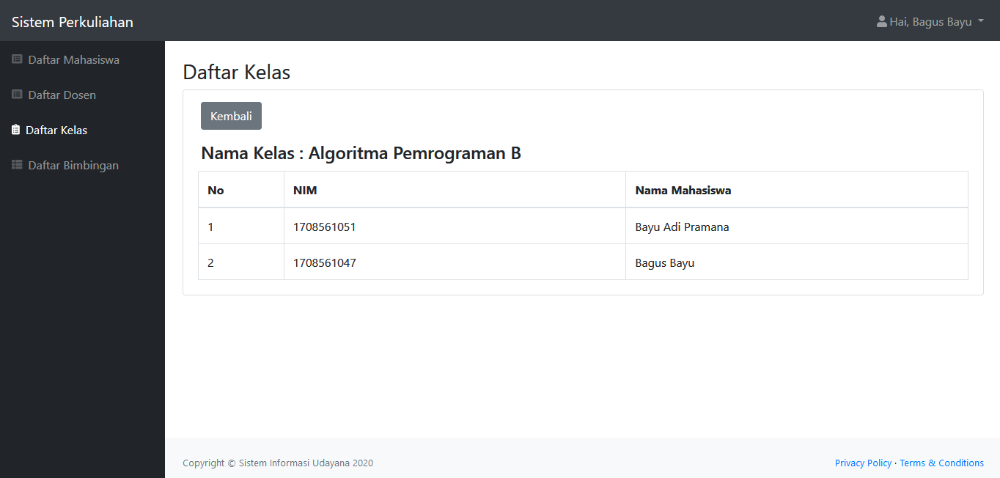 Sistem Perkuliahan
Hai, Bagus Bayu
Daftar Mahasiswa
Daftar Dosen
Daftar Kelas
Daftar Bimbingan
Daftar Kelas
Kembali
Nama Kelas : Algoritma Pemrograman B
No NIM Nama Mahasiswa
1 1708561051 Bayu Adi Pramana
2 1708561047 Bagus Bayu
Copyright © Sistem Informasi Udayana 2020
Privacy Policy · Terms & Conditions